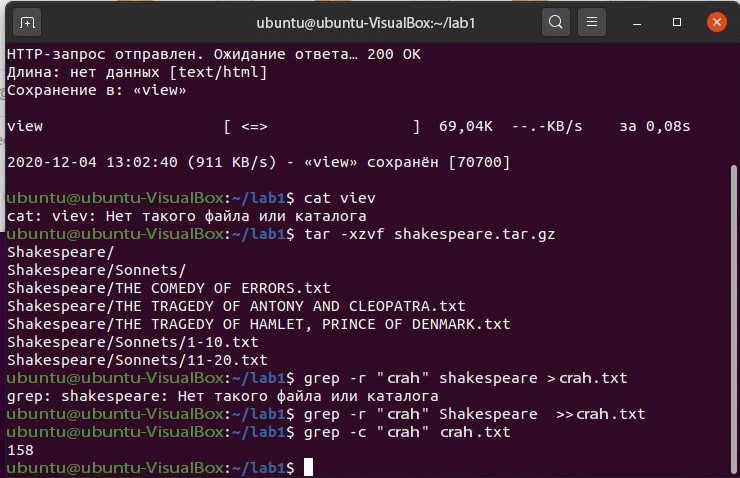 ubuntu@ubuntu-VisualBox:~/lab1
HTTP-запрос отправлен. Ожидание ответа… 200 OK
Длина: нет данных [text/html]
Сохранение в: «view»
view [ <=> ] 69,04K --.-KB/s за 0,08s
2020-12-04 13:02:40 (911 KB/s) - «view» сохранён [70700]
ubuntu@ubuntu-VisualBox:~/lab1$ cat viev
cat: viev: Нет такого файла или каталога
ubuntu@ubuntu-VisualBox:~/lab1$ tar -xzvf shakespeare.tar.gz
Shakespeare/
Shakespeare/Sonnets/
Shakespeare/THE COMEDY OF ERRORS.txt
Shakespeare/THE TRAGEDY OF ANTONY AND CLEOPATRA.txt
Shakespeare/THE TRAGEDY OF HAMLET, PRINCE OF DENMARK.txt
Shakespeare/Sonnets/1-10.txt
Shakespeare/Sonnets/11-20.txt
ubuntu@ubuntu-VisualBox:~/lab1$ grep -r "crah" shakespeare >crah.txt
grep: shakespeare: Нет такого файла или каталога
ubuntu@ubuntu-VisualBox:~/lab1$ grep -r "crah" Shakespeare >>crah.txt
ubuntu@ubuntu-VisualBox:~/lab1$ grep -c "crah" crah.txt
158
ubuntu@ubuntu-VisualBox:~/lab1$